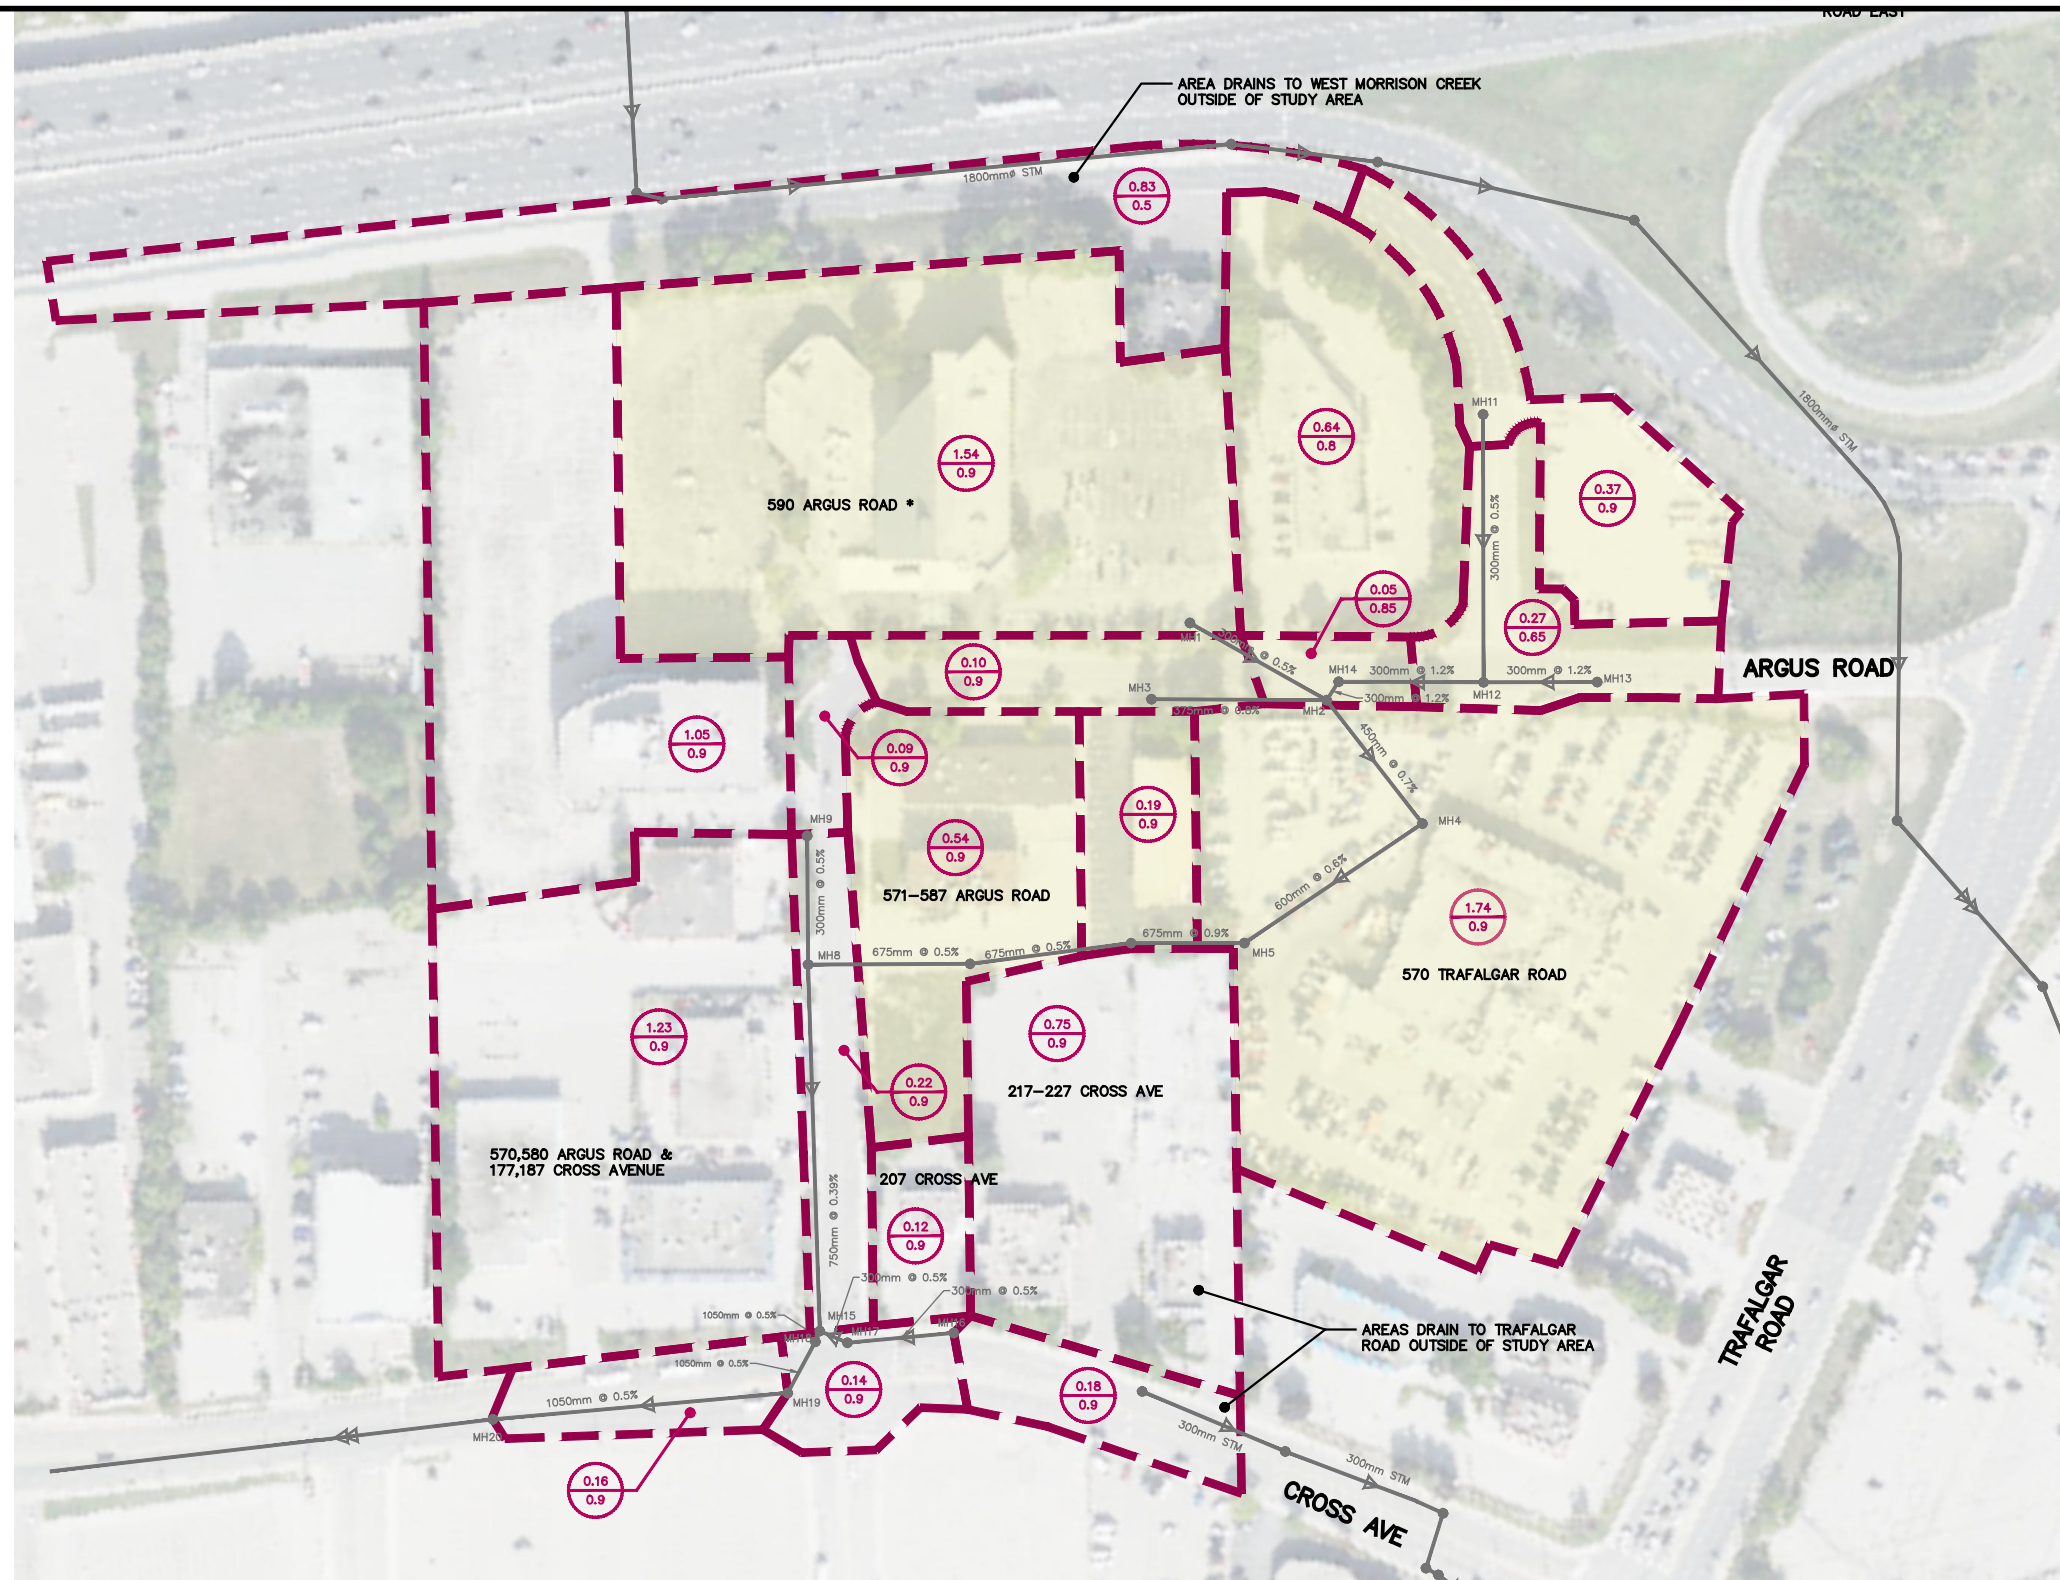 ROAD EAST
AREA DRAINS TO WEST MORRISON CREEK
OUTSIDE OF STUDY AREA
1800mmø STM
0.83
0.5
1800mmø STM
MH11
0.64
0.8
1.54
0.9
590 ARGUS ROAD *
0.37
0.9
300mm @ 0.5%
0.05
0.85
0.27
0.65
MH1
300mm @ 0.5%
0.10
0.9
MH3
MH14
300mm @ 1.2%
300mm @ 1.2%
MH13
MH12
ARGUS ROAD
300mm @ 1.2%
375mm @ 0.8%
MH2
1.05
0.9
0.09
0.9
450mm @ 0.7%
0.19
0.9
MH9
MH4
0.54
0.9
571-587 ARGUS ROAD
300mm @ 0.5%
600mm @ 0.6%
1.74
0.9
570 TRAFALGAR ROAD
675mm @ 0.9%
MH5
MH8
675mm @ 0.5%
675mm @ 0.5%
1.23
0.9
0.75
0.9
217-227 CROSS AVE
0.22
0.9
570,580 ARGUS ROAD &
177,187 CROSS AVENUE
207 CROSS AVE
750mm @ 0.39%
0.12
0.9
300mm @ 0.5%
300mm @ 0.5%
1050mm @ 0.5%
MH15
MH16
MH17
MH18
AREAS DRAIN TO TRAFALGAR
ROAD OUTSIDE OF STUDY AREA
TRAFALGAR
ROAD
1050mm @ 0.5%
0.14
0.9
0.18
0.9
MH19
1050mm @ 0.5%
MH20
300mm STM
300mm STM
0.16
0.9
CROSS AVE